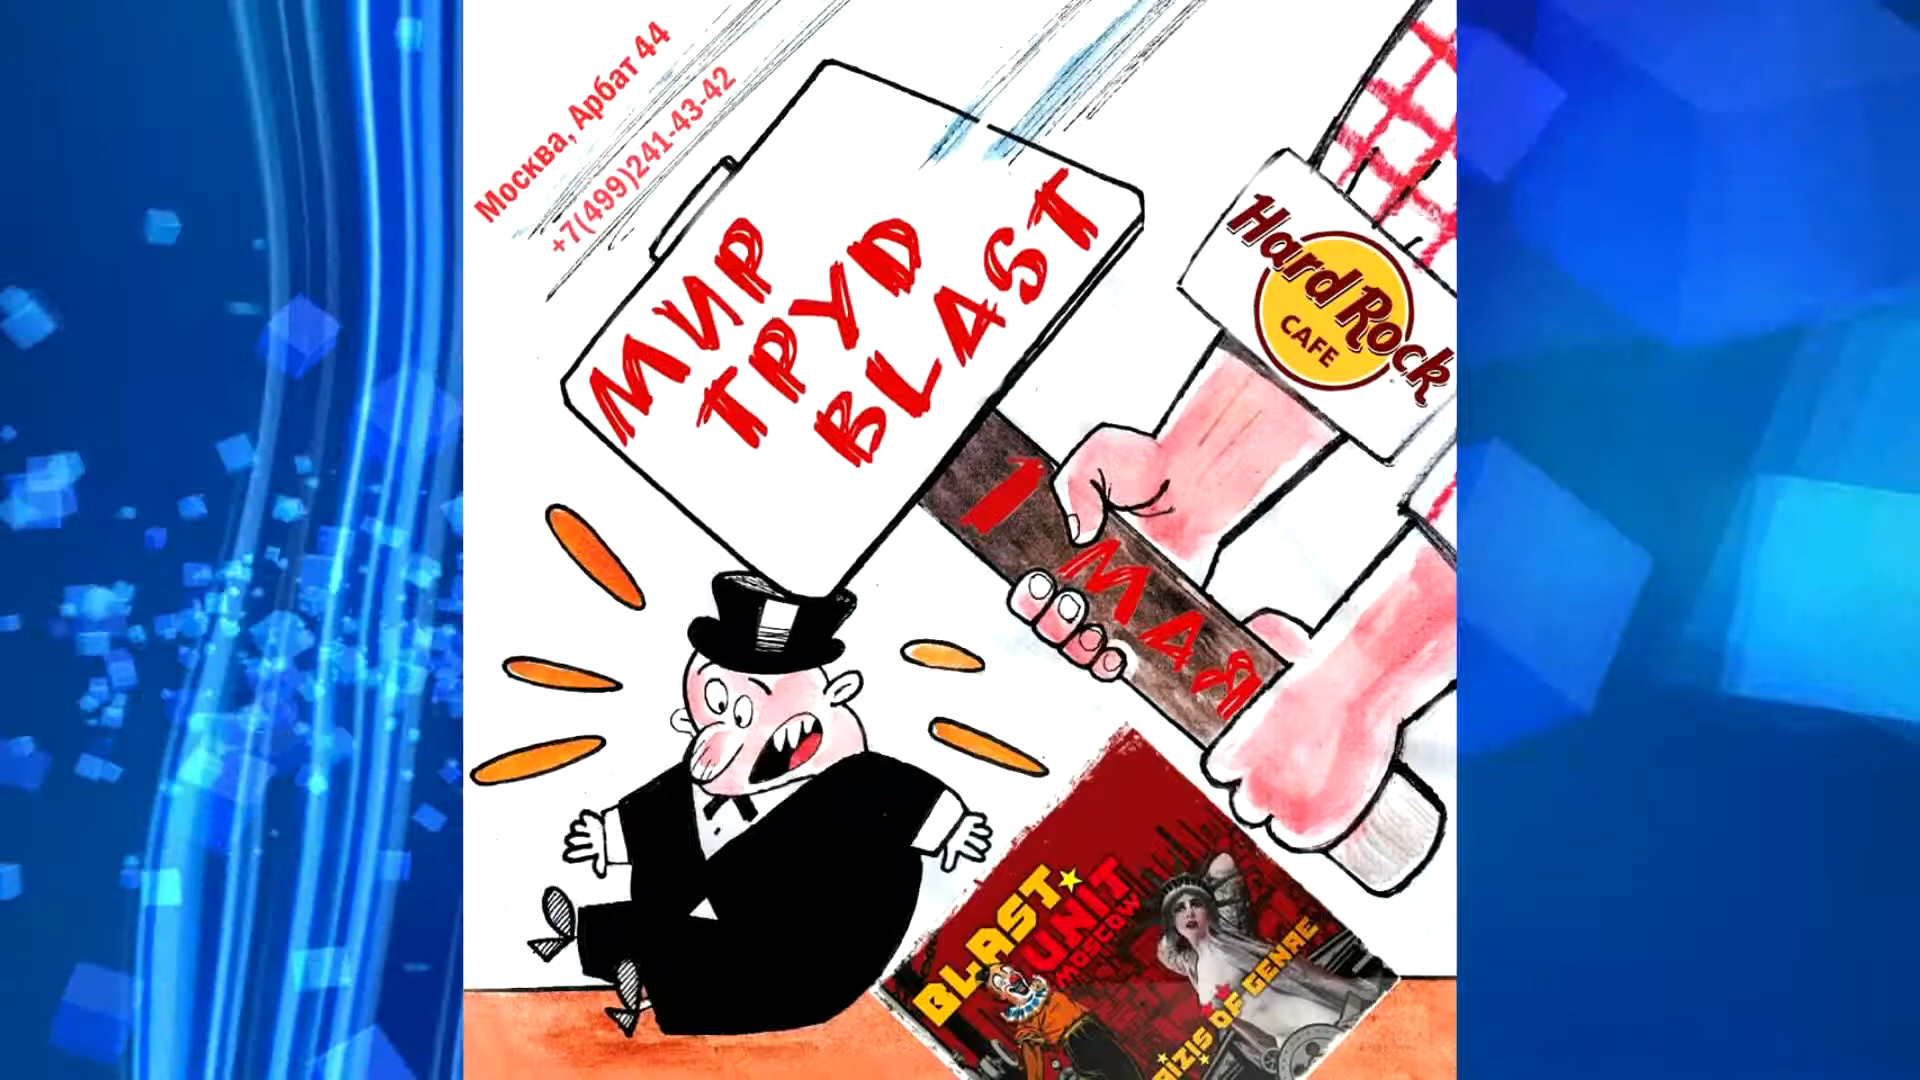 Москва, Арбат 44
+7(499)241-43-42
МИР
ТРУД
BLAST
Hard Rock
CAFE
1 МАЯ
BLAST
UNIT
MOSCOW
OF GENRE